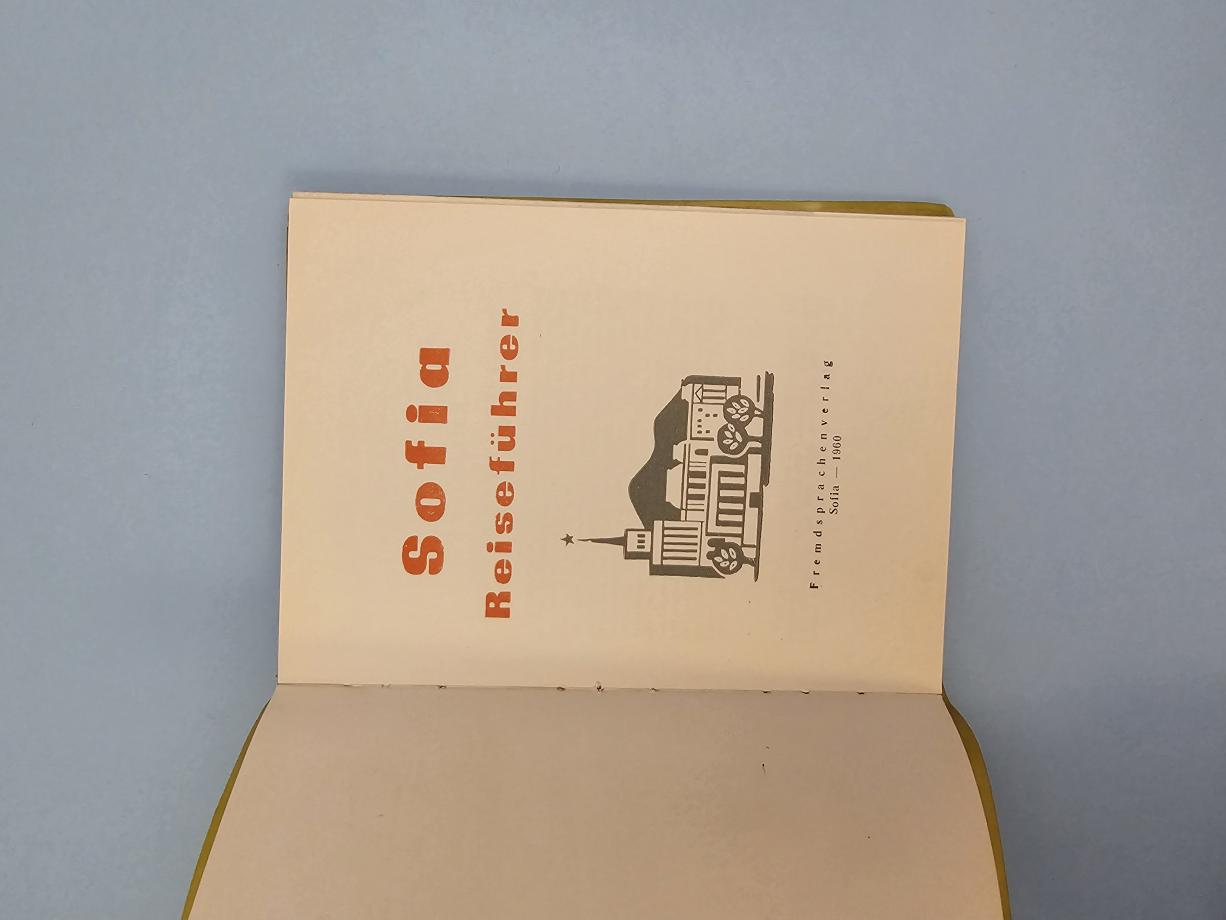 Sofia
Reiseführer
Fremdsprachenverlag
Sofia — 1960